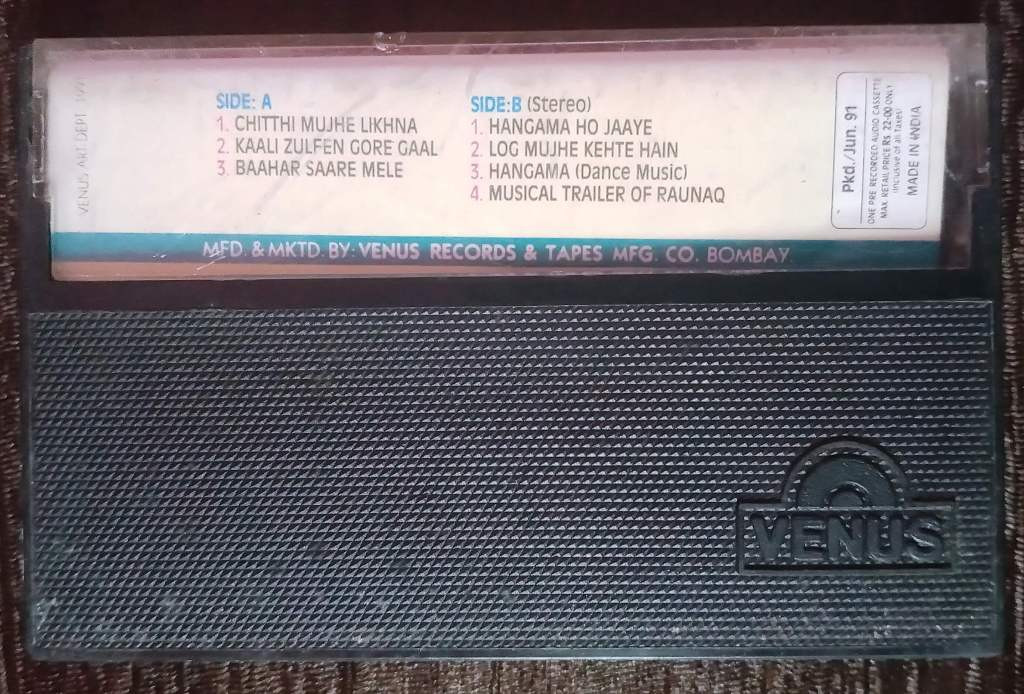 VENUS ART DEPT. 1991
SIDE: A
1. CHITTHI MUJHE LIKHNA
2. KAALI ZULFEN GORE GAAL
3. BAAHAR SAARE MELE
SIDE:B (Stereo)
1. HANGAMA HO JAAYE
2. LOG MUJHE KEHTE HAIN
3. HANGAMA (Dance Music)
4. MUSICAL TRAILER OF RAUNAQ
Pkd./Jun. 91
ONE PRE RECORDED AUDIO CASSETTE
MAX. RETAIL PRICE Rs 22-00 ONLY
(inclusive of all taxes)
MADE IN INDIA
MFD. & MKTD. BY: VENUS RECORDS & TAPES MFG. CO. BOMBAY.
VENUS